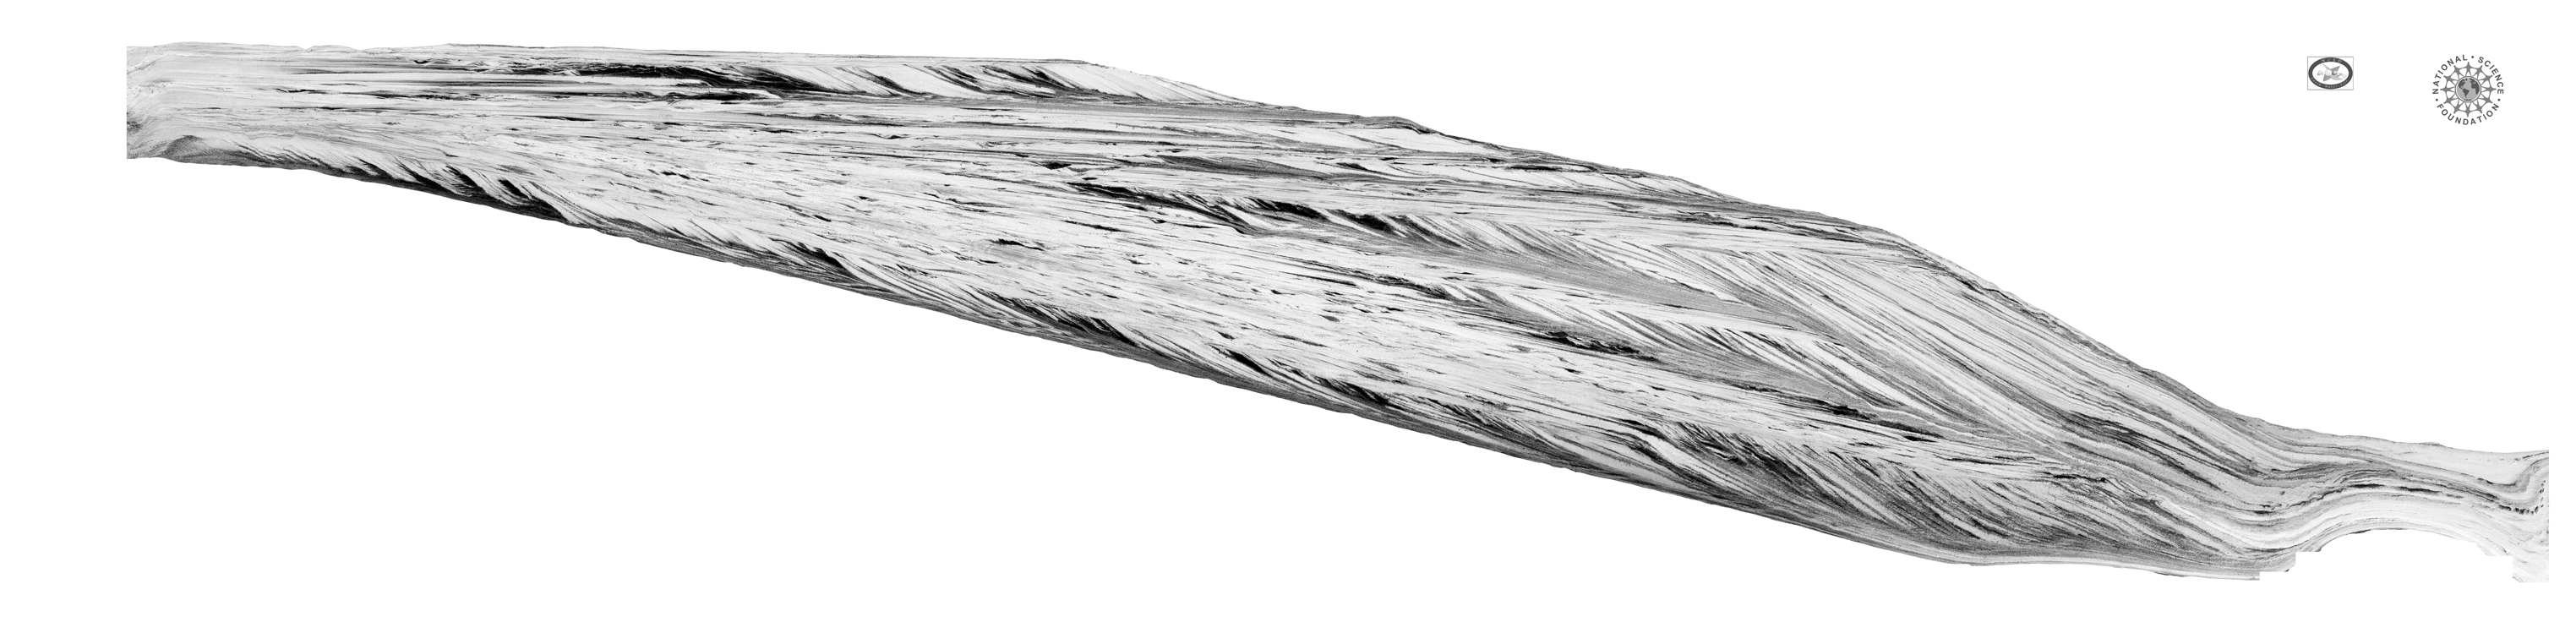 NATIONAL • SCIENCE • FOUNDATION •